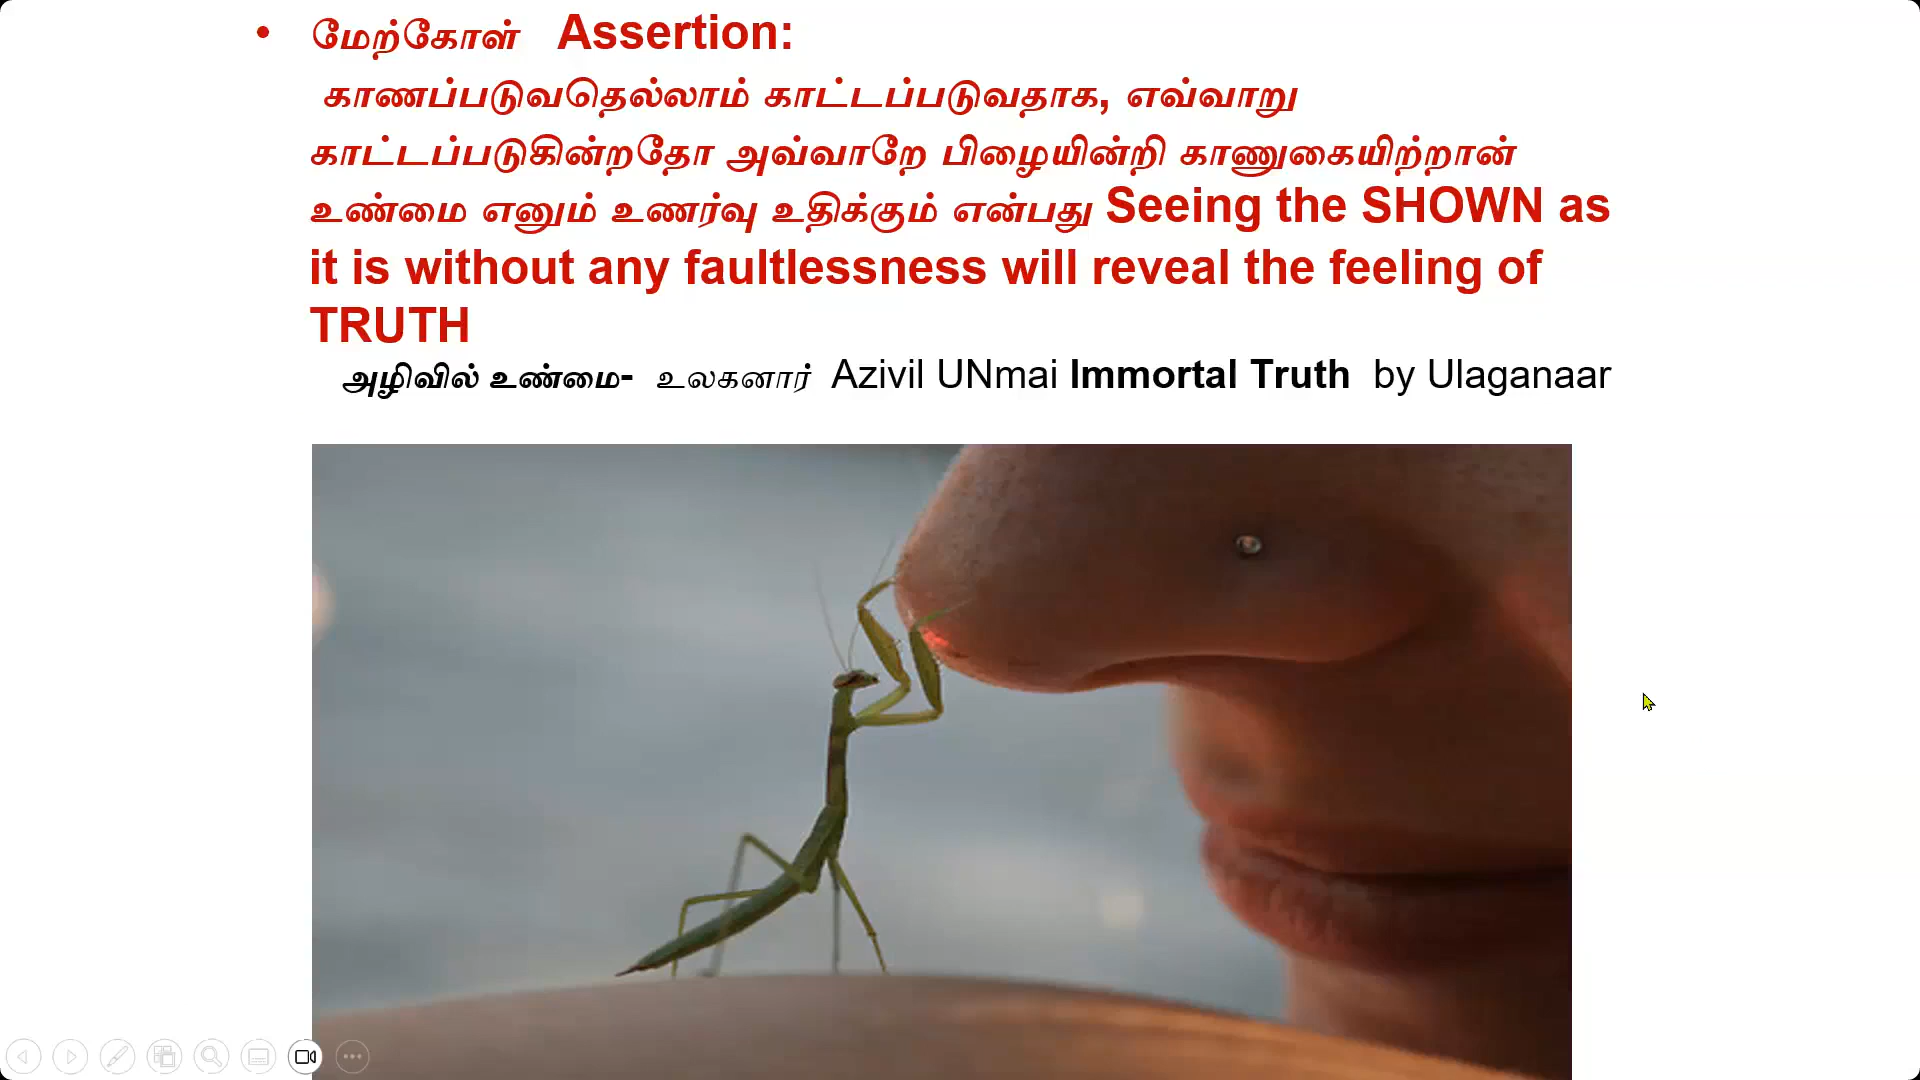 • மேற்கோள் Assertion:
காணப்படுவதெல்லாம் காட்டப்படுவதாக, எவ்வாறு
காட்டப்படுகின்றதோ அவ்வாறே பிழையின்றி காணுகையிற்றான்
உண்மை எனும் உணர்வு உதிக்கும் என்பது Seeing the SHOWN as
it is without any faultlessness will reveal the feeling of
TRUTH
அழிவில் உண்மை- உலகனார் Azivil UNmai Immortal Truth by Ulaganaar